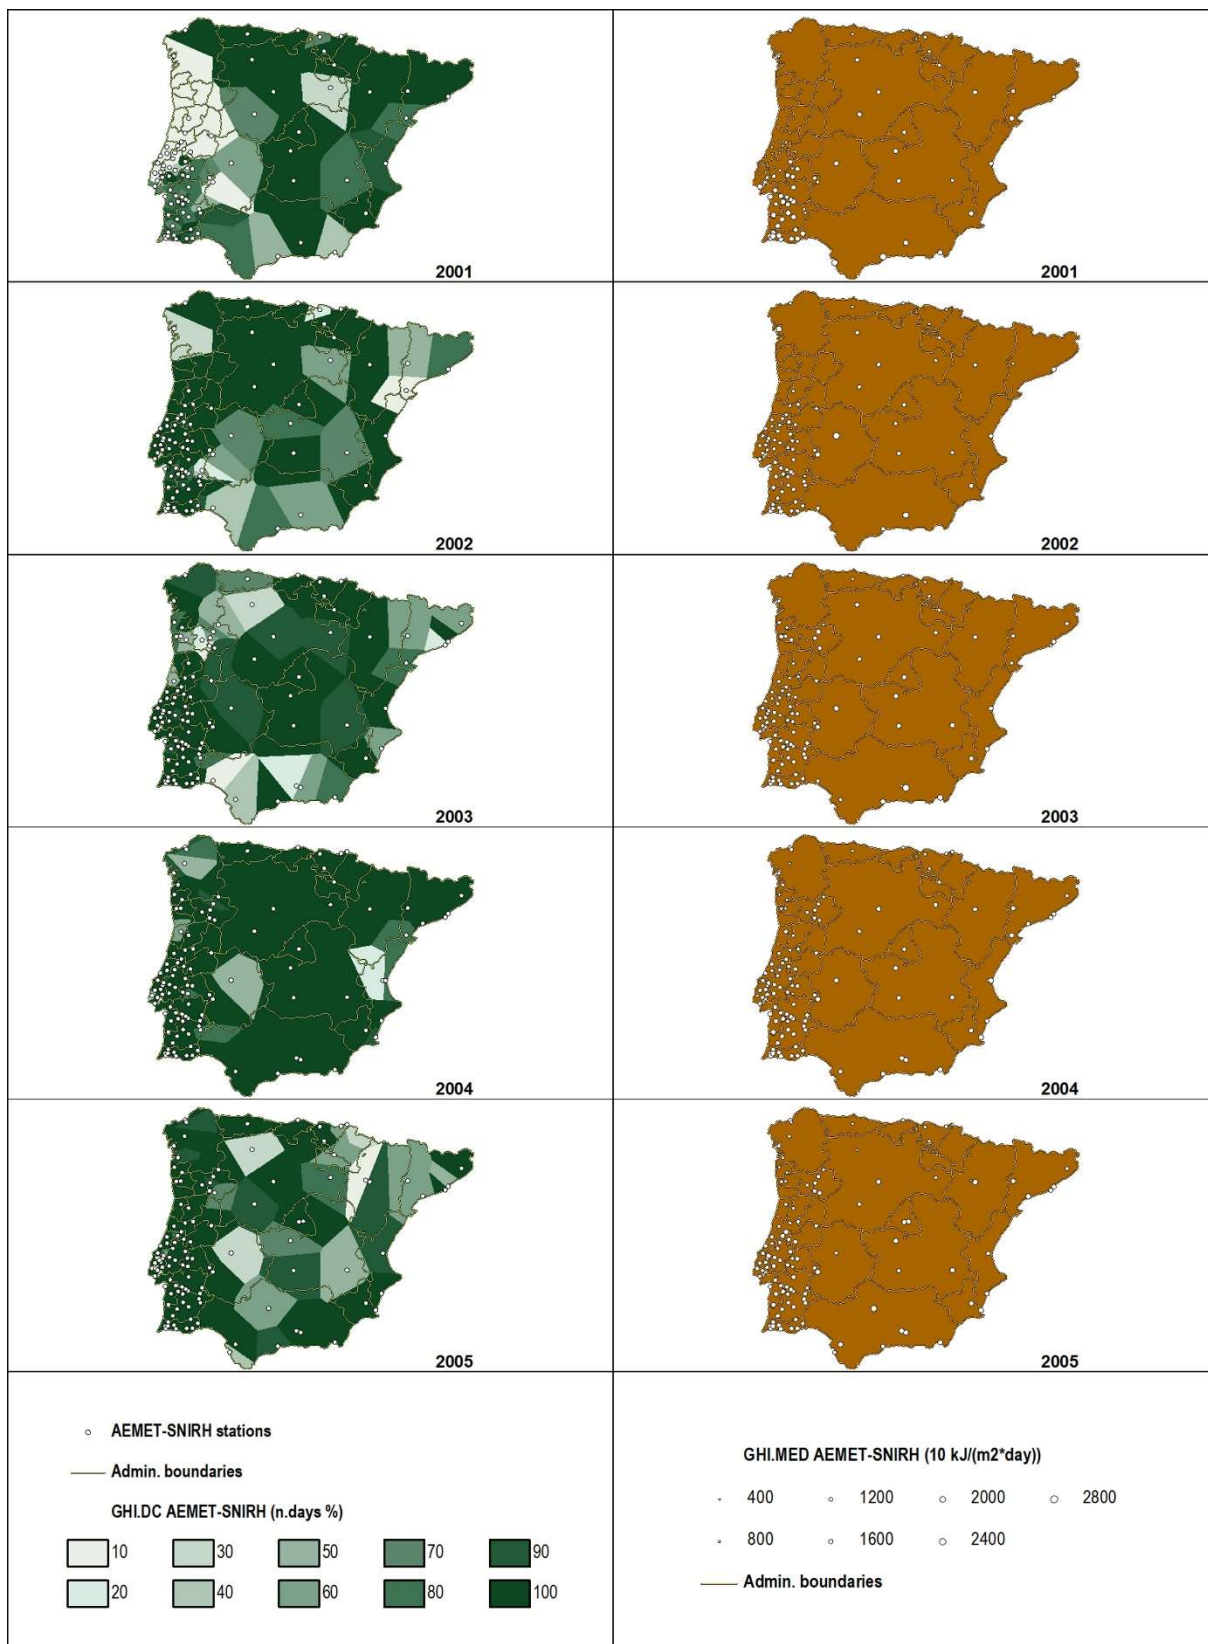 2001
2001
2002
2002
2003
2003
2004
2004
2005
2005
AEMET-SNIRH stations
Admin. boundaries
GHI.DC AEMET-SNIRH (n.days %)
10 30 50 70 90
20 40 60 80 100
GHI.MED AEMET-SNIRH (10 kJ/(m2*day))
400 1200 2000 2800
800 1600 2400
Admin. boundaries